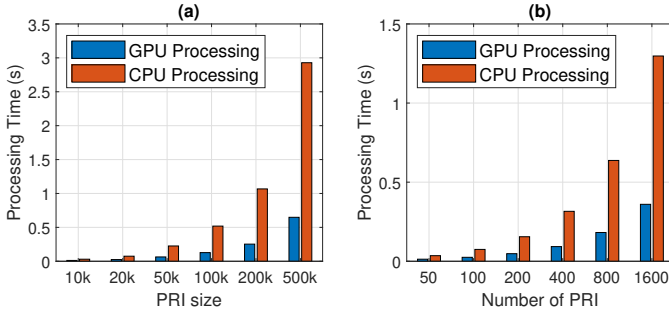 (a)
Processing Time (s)
3.5
3
2.5
2
1.5
1
0.5
0
GPU Processing
CPU Processing
10k 20k 50k 100k 200k 500k
PRI size
(b)
Processing Time (s)
1.5
1
0.5
0
GPU Processing
CPU Processing
50 100 200 400 800 1600
Number of PRI